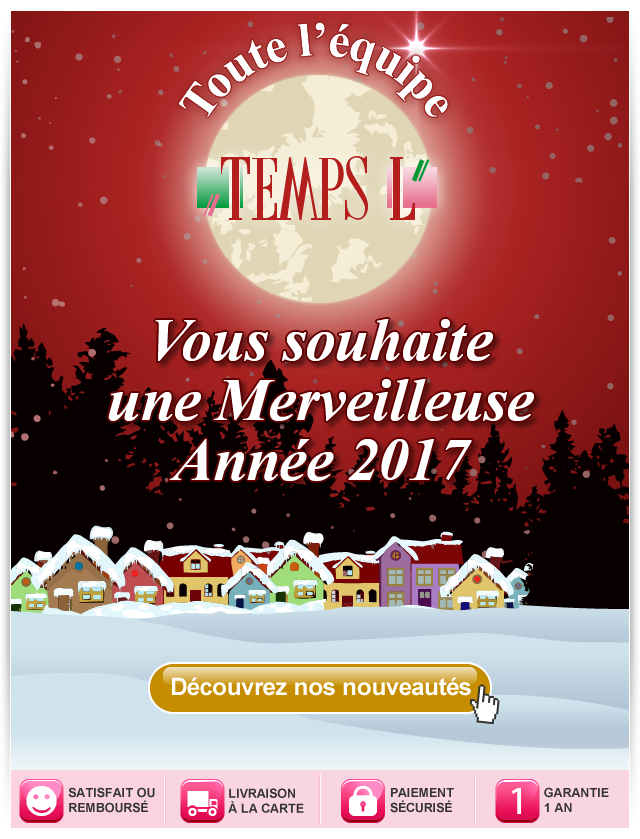 Toute l'équipe
TEMPS L
Vous souhaite
une Merveilleuse
Année 2017
Découvrez nos nouveautés
SATISFAIT OU
REMBOURSÉ
LIVRAISON
À LA CARTE
PAIEMENT
SÉCURISÉ
1
GARANTIE
1 AN